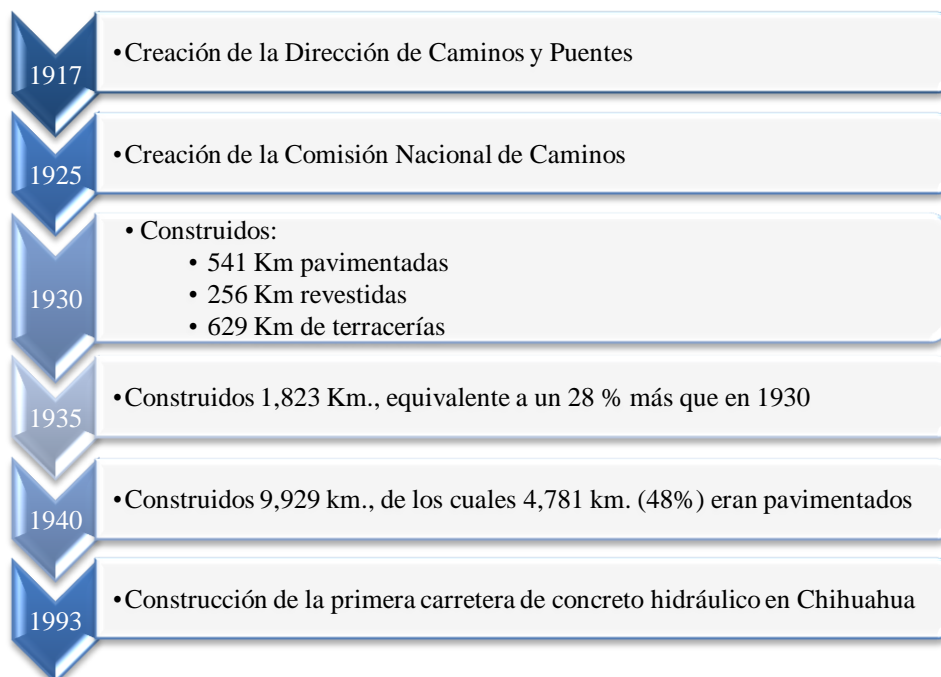 1917
•Creación de la Dirección de Caminos y Puentes
1925
•Creación de la Comisión Nacional de Caminos
1930
• Construidos:
• 541 Km pavimentadas
• 256 Km revestidas
• 629 Km de terracerías
1935
•Construidos 1,823 Km., equivalente a un 28 % más que en 1930
1940
•Construidos 9,929 km., de los cuales 4,781 km. (48%) eran pavimentados
1993
•Construcción de la primera carretera de concreto hidráulico en Chihuahua